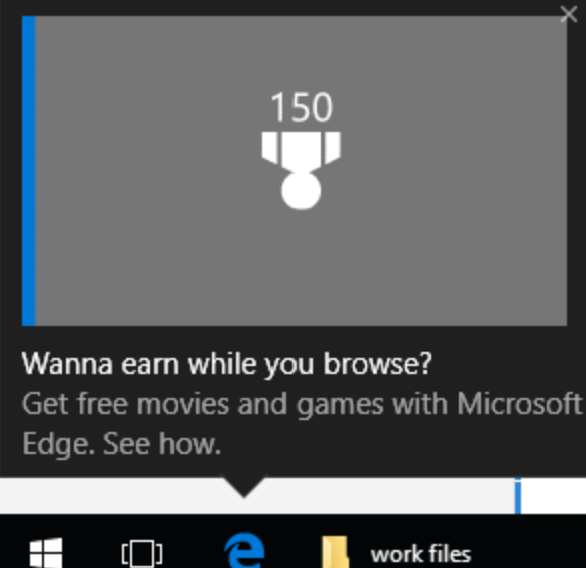 150
Wanna earn while you browse?
Get free movies and games with Microsoft
Edge. See how.
work files